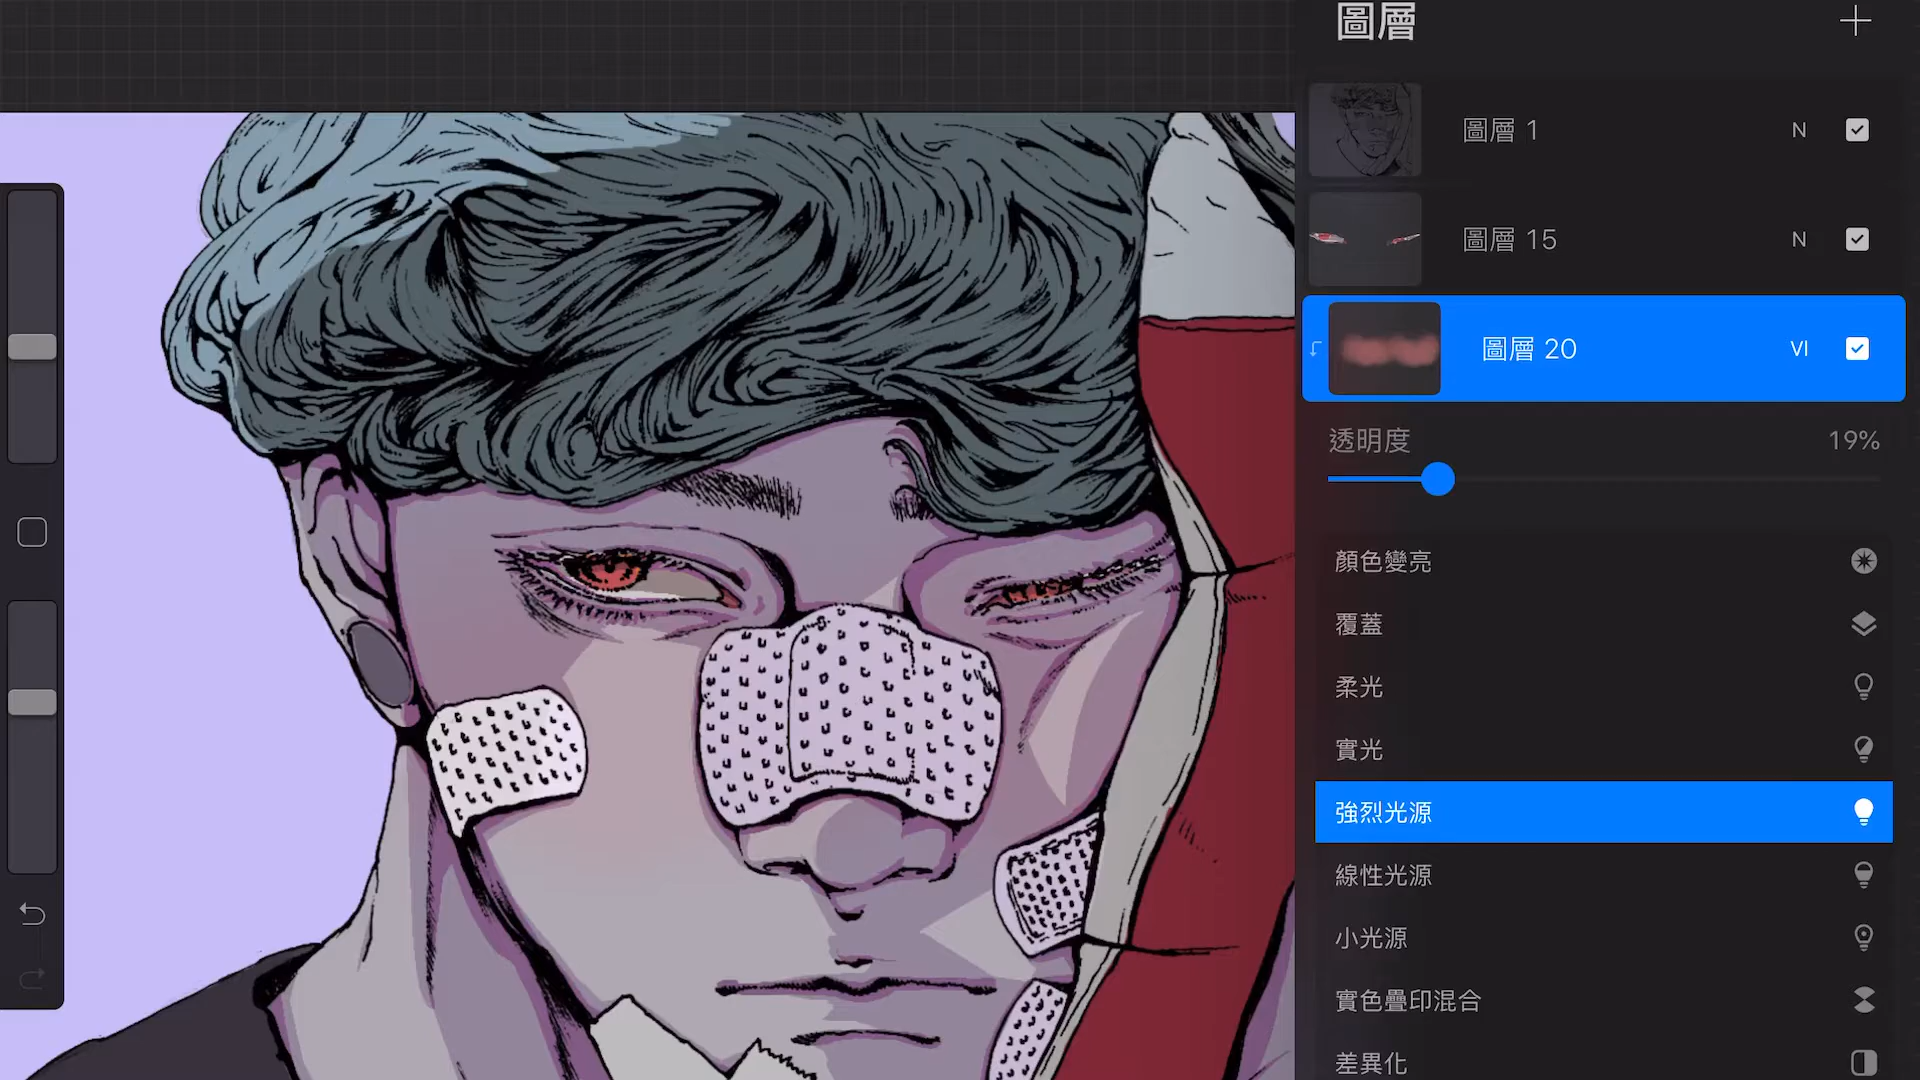 圖層
圖層 1
N
圖層 15
N
圖層 20
VI
透明度
19%
顏色變亮
覆蓋
柔光
實光
強烈光源
線性光源
小光源
實色疊印混合
差異化